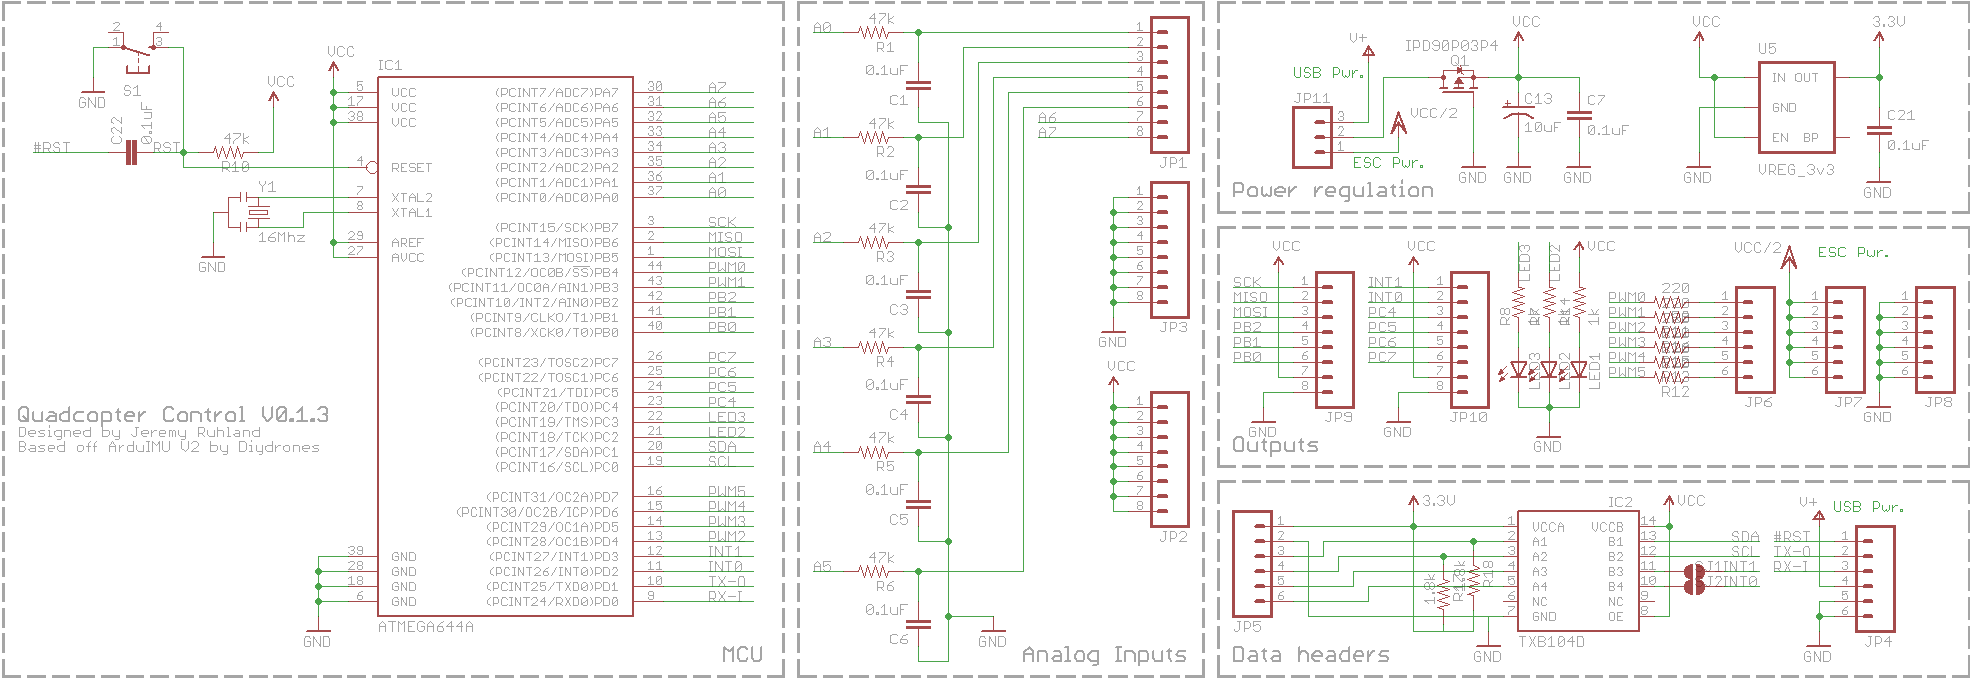 2 4
1 3
S1
GND
VCC
VCC
#RST
C22
0.1uF
RST
47k
R10
Y1
16Mhz
GND
IC1
5 VCC (PCINT7/ADC7)PA7 30 A7
17 VCC (PCINT6/ADC6)PA6 31 A6
38 VCC (PCINT5/ADC5)PA5 32 A5
(PCINT4/ADC4)PA4 33 A4
(PCINT3/ADC3)PA3 34 A3
4 RESET (PCINT2/ADC2)PA2 35 A2
(PCINT1/ADC1)PA1 36 A1
7 XTAL2 (PCINT0/ADC0)PA0 37 A0
8 XTAL1
(PCINT15/SCK)PB7 3 SCK
29 AREF (PCINT14/MISO)PB6 2 MISO
27 AVCC (PCINT13/MOSI)PB5 1 MOSI
(PCINT12/OC0B/SS)PB4 44 PWM0
(PCINT11/OC0A/AIN1)PB3 43 PWM1
(PCINT10/INT2/AIN0)PB2 42 PB2
(PCINT9/CLKO/T1)PB1 41 PB1
(PCINT8/XCK0/T0)PB0 40 PB0
(PCINT23/TOSC2)PC7 26 PC7
(PCINT22/TOSC1)PC6 25 PC6
(PCINT21/TDI)PC5 24 PC5
(PCINT20/TDO)PC4 23 PC4
(PCINT19/TMS)PC3 22 LED3
(PCINT18/TCK)PC2 21 LED2
(PCINT17/SDA)PC1 20 SDA
(PCINT16/SCL)PC0 19 SCL
(PCINT31/OC2A)PD7 16 PWM5
(PCINT30/OC2B/ICP)PD6 15 PWM4
(PCINT29/OC1A)PD5 14 PWM3
(PCINT28/OC1B)PD4 13 PWM2
39 GND (PCINT27/INT1)PD3 12 INT1
28 GND (PCINT26/INT0)PD2 11 INT0
18 GND (PCINT25/TXD0)PD1 10 TX-O
6 GND (PCINT24/RXD0)PD0 9 RX-I
GND
ATMEGA644A
Quadcopter Control V0.1.3
Designed by Jeremy Ruhland
Based off ArduIMU V2 by Diydrones
MCU
A0 47k
R1
0.1uF
C1
A1 47k
R2
0.1uF
C2
A2 47k
R3
0.1uF
C3
A3 47k
R4
0.1uF
C4
A4 47k
R5
0.1uF
C5
A5 47k
R6
0.1uF
C6
GND
1
2
3
4
5
6
A6 7
A7 8
JP1
1
2
3
4
5
6
7
8
JP3
GND
VCC
1
2
3
4
5
6
7
8
JP2
Analog Inputs
V+
USB Pwr.
JP11
3
2
1
ESC Pwr.
VCC/2
IPD90P03P4
Q1
GND
VCC
C13
10uF
GND
C7
0.1uF
GND
VCC
GND
U5
IN OUT
GND
EN BP
VREG_3v3
3.3V
C21
0.1uF
GND
Power regulation
VCC
SCK 1
MISO 2
MOSI 3
PB2 4
PB1 5
PB0 6
7
8
GND
JP9
VCC
INT1 1
INT0 2
PC4 3
PC5 4
PC6 5
PC7 6
7
8
GND
JP10
LED3
LED2
VCC
R8
1k
LED2
LED1
GND
220
PWM0 1
PWM1 2
PWM2 3
PWM3 4
PWM4 5
PWM5 6
R12
JP6
VCC/2
ESC Pwr.
1
2
3
4
5
6
JP7
1
2
3
4
5
6
GND
JP8
Outputs
1
2
3
4
5
6
JP5
3.3V
1.8k
R18
GND
IC2
VCC
1 VCCA VCCB 14
2 A1 B1 13 SDA
3 A2 B2 12 SCL
4 A3 B3 11 J1INT1
5 A4 B4 10 J2INT0
6 NC NC 9
7 GND OE 8
TXB104D
V+
USB Pwr.
#RST 1
TX-O 2
RX-I 3
4
5
6
GND
JP4
Data headers